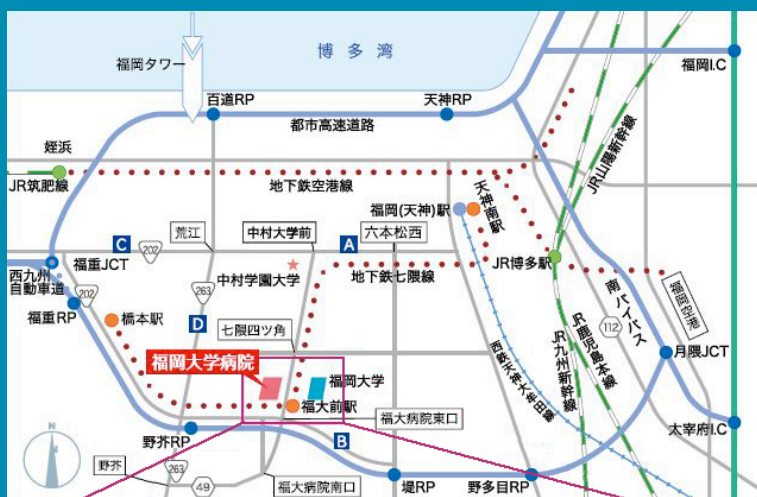 博多湾
福岡タワー
福岡I.C
百道RP
天神RP
都市高速道路
姪浜
JR筑肥線
地下鉄空港線
JR山陽新幹線
福岡(天神)駅
天神南駅
荒江
中村大学前
六本松西
C
202
A
福重JCT
西九州
自動車道
中村学園大学
地下鉄七隈線
JR博多駅
福岡空港
202
263
南バイパス
112
福重RP
橋本駅
D
七隈四ツ角
西鉄天神大牟田線
JR九州新幹線
JR鹿児島本線
月隈JCT
福岡大学病院
福岡大学
福大前駅
福大病院東口
太宰府I.C
野芥RP
B
野芥
263
49
福大病院南口
堤RP
野多目RP
N